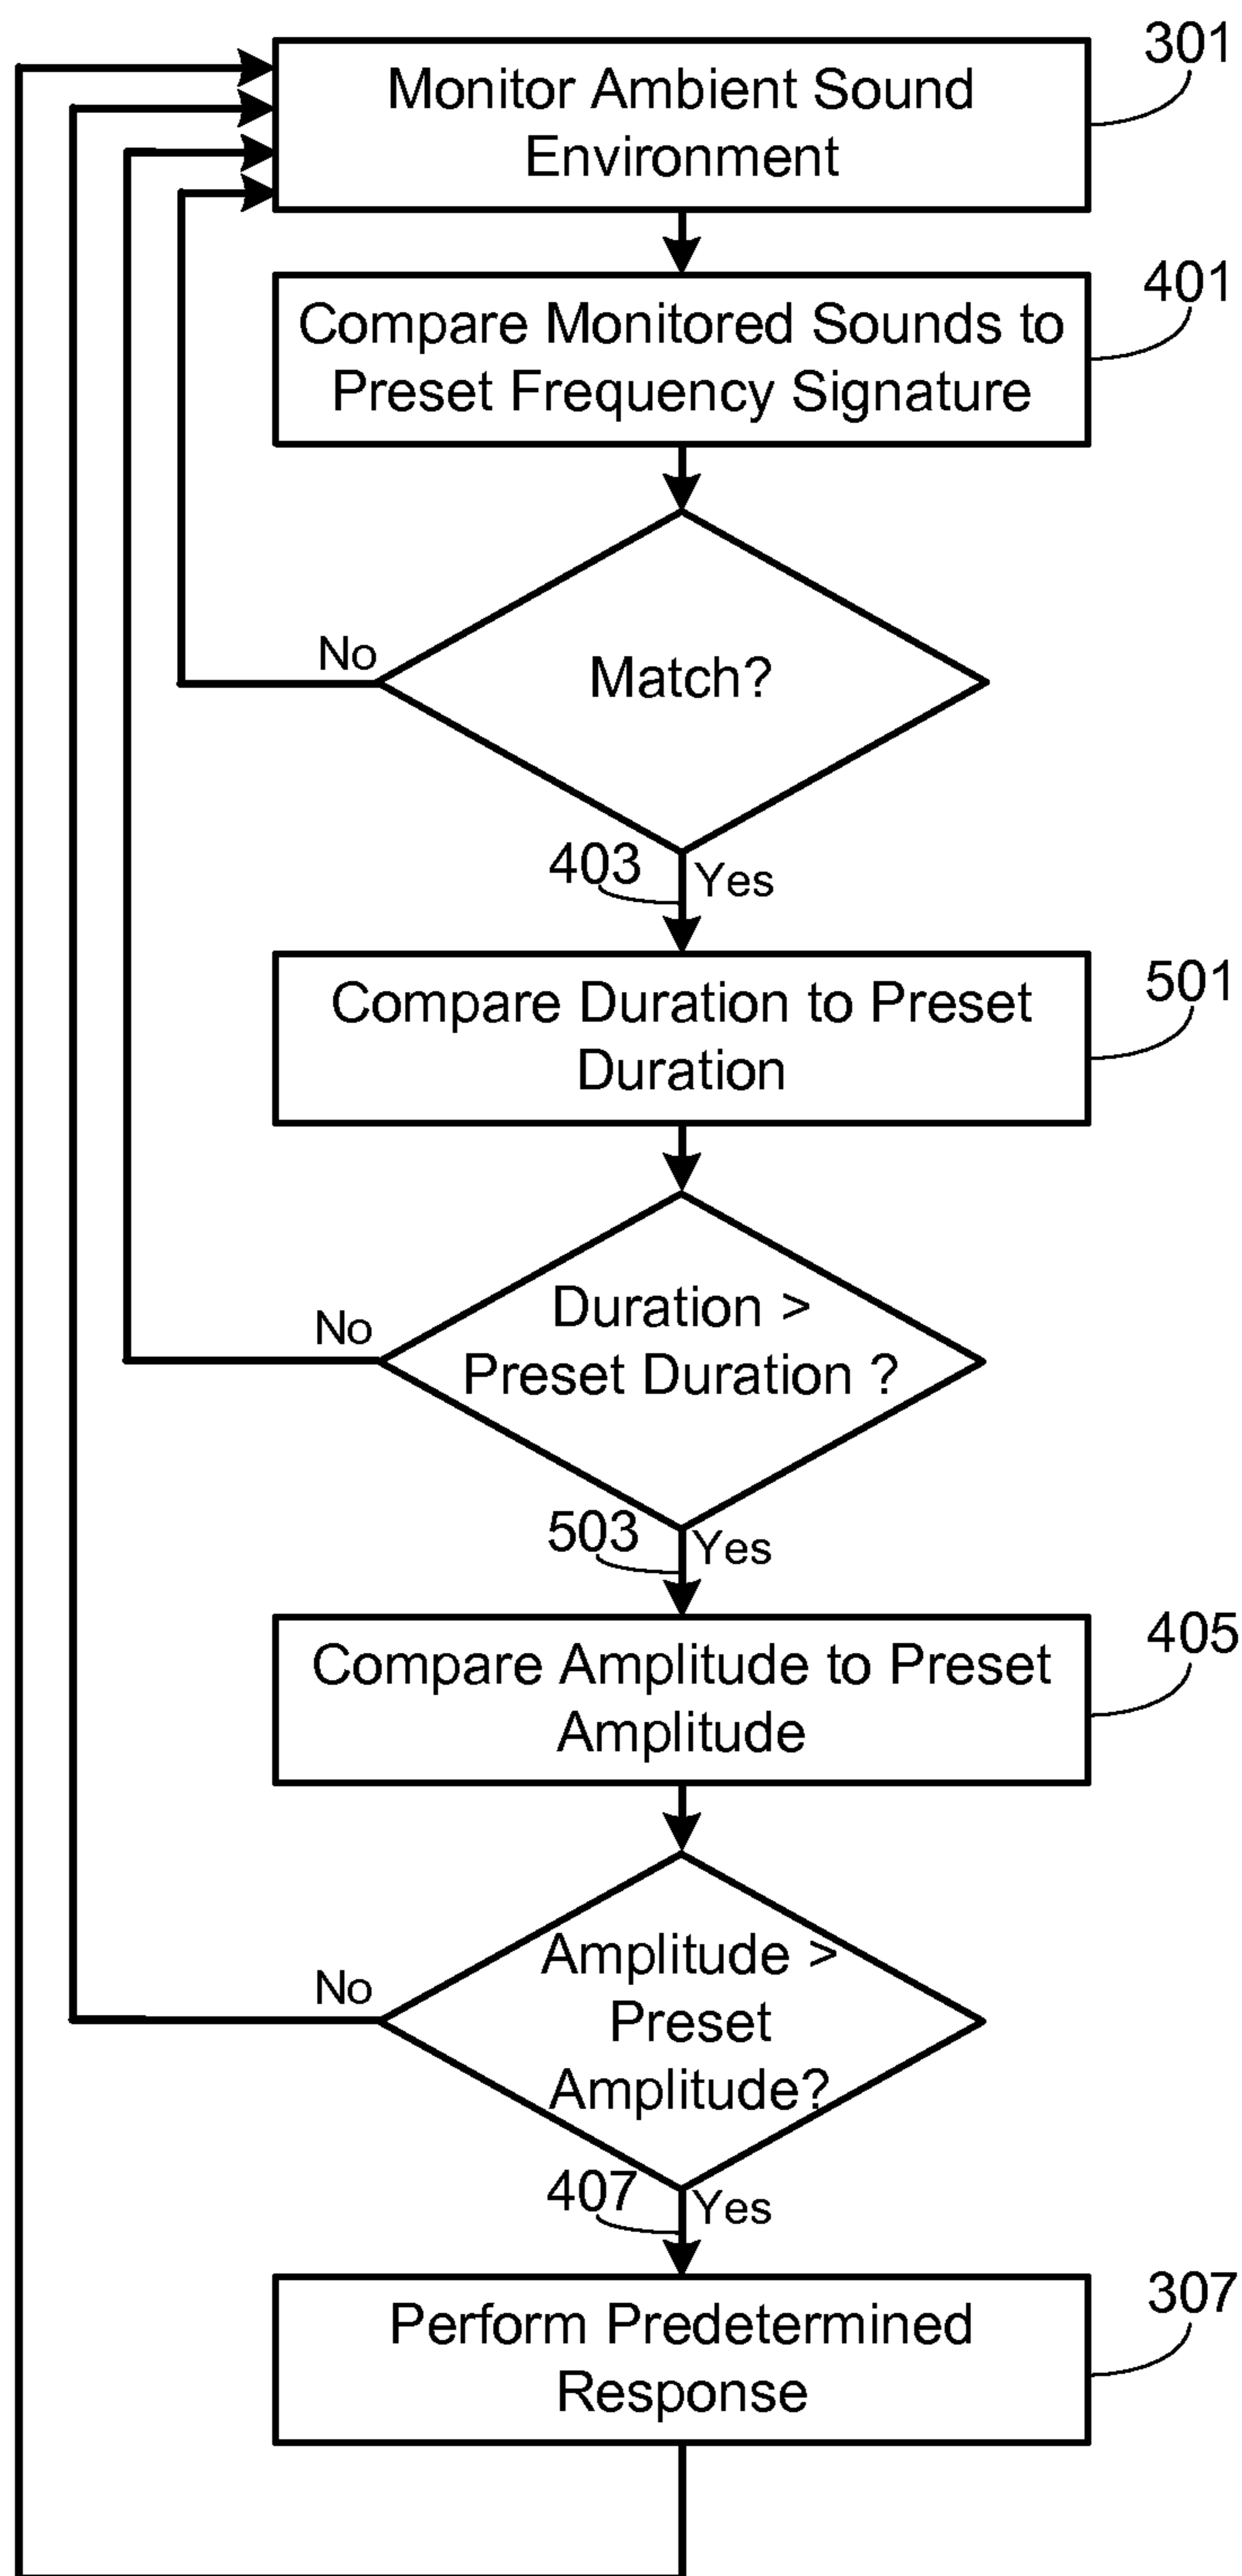 301
Monitor Ambient Sound
Environment
401
Compare Monitored Sounds to
Preset Frequency Signature
No
Match?
403
Yes
501
Compare Duration to Preset
Duration
No
Duration >
Preset Duration ?
503
Yes
405
Compare Amplitude to Preset
Amplitude
No
Amplitude >
Preset
Amplitude?
407
Yes
307
Perform Predetermined
Response